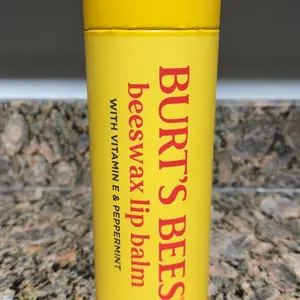 BURT'S BEES
beeswax lip balm
WITH VITAMIN E & PEPPERMINT